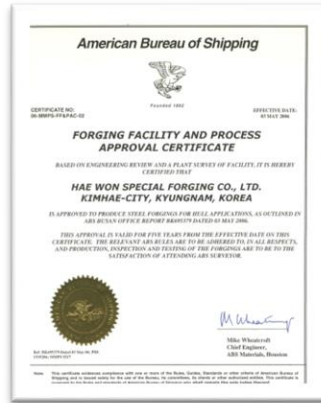 American Bureau of Shipping
Founded 1862
CERTIFICATE NO:
EFFECTIVE DATE:
03 MAY 2006
FORGING FACILITY AND PROCESS
APPROVAL CERTIFICATE
BASED ON ENGINEERING REVIEW AND A PLANT SURVEY OF FACILITY, IT IS HEREBY
CERTIFIED THAT
HAE WON SPECIAL FORGING CO., LTD.
KIMHAE-CITY, KYUNGNAM, KOREA
IS APPROVED TO PRODUCE STEEL FORGINGS FOR HULL APPLICATIONS, AS OUTLINED IN
ABS BUSAN OFFICE REPORT DATED 03 MAY 2006.
THIS APPROVAL IS VALID FOR FIVE YEARS FROM THE EFFECTIVE DATE ON THIS
CERTIFICATE. THE RELEVANT ABS RULES ARE TO BE ADHERED TO, IN ALL RESPECTS,
AND PRODUCTION, INSPECTION AND TESTING OF THE FORGINGS ARE TO BE TO THE
SATISFACTION OF ATTENDING ABS SURVEYOR.
Mike Wheatcroft
Chief Engineer,
ABS Materials, Houston